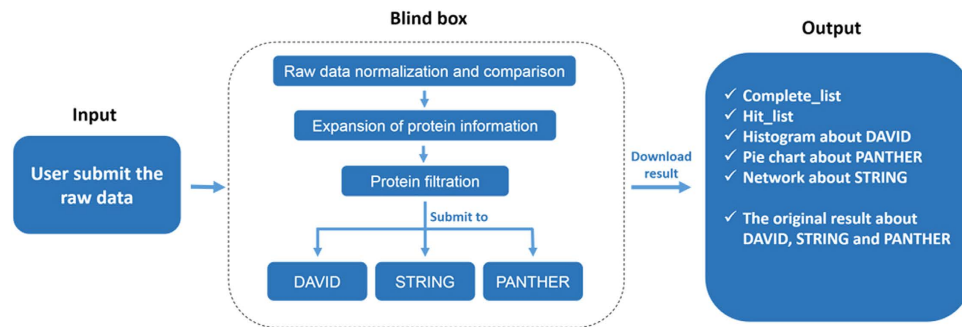 Input
User submit the
raw data
Blind box
Raw data normalization and comparison
Expansion of protein information
Protein filtration
Submit to
DAVID
STRING
PANTHER
Download
result
Output
✓ Complete_list
✓ Hit_list
✓ Histogram about DAVID
✓ Pie chart about PANTHER
✓ Network about STRING
✓ The original result about
DAVID, STRING and PANTHER